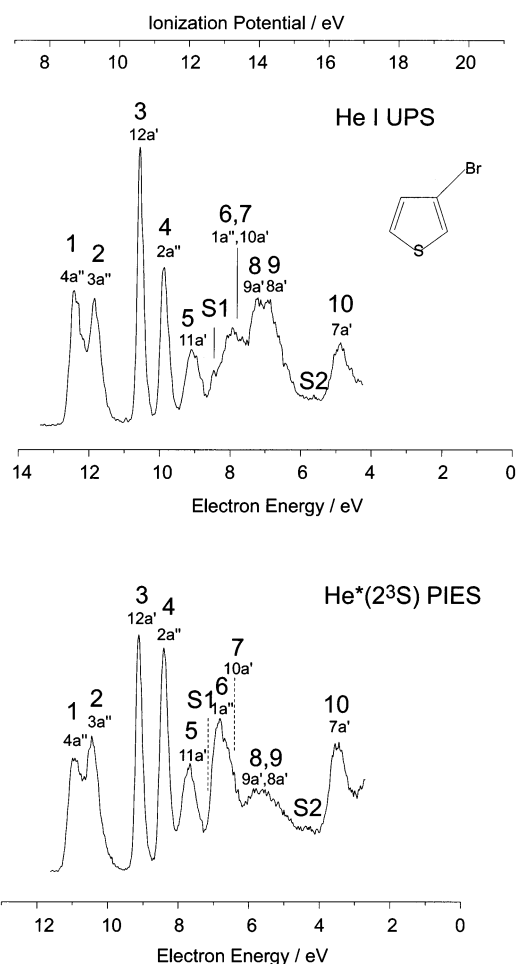 Ionization Potential / eV
8 10 12 14 16 18 20
He I UPS
Br
S
3
12a'
1
4a"
2
3a"
4
2a"
5
11a'
S1
6,7
1a",10a'
8 9
9a' 8a'
S2
10
7a'
14 12 10 8 6 4 2 0
Electron Energy / eV
He*(2³S) PIES
3
12a'
4
2a"
1
4a"
2
3a"
5
11a'
S1
6
1a"
7
10a'
8,9
9a',8a'
S2
10
7a'
12 10 8 6 4 2 0
Electron Energy / eV